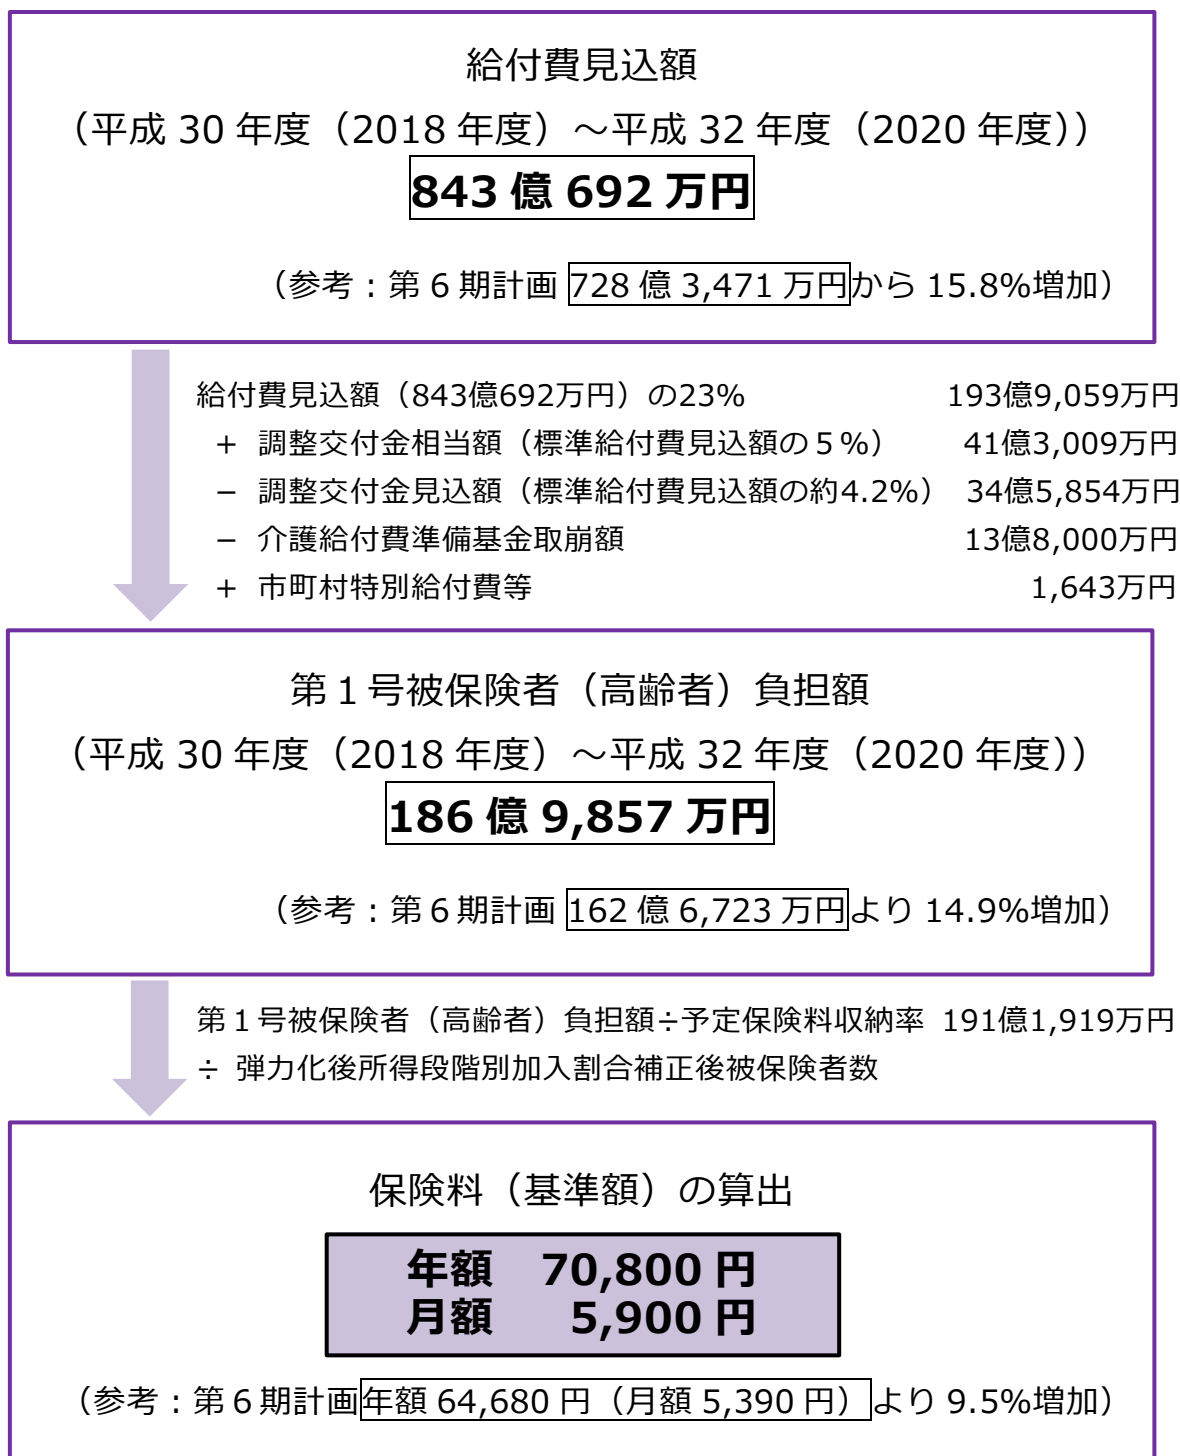 給付費見込額
（平成 30 年度（2018 年度）～平成 32 年度（2020 年度））
843 億 692 万円
（参考：第６期計画 728 億 3,471 万円から 15.8%増加）
給付費見込額（843億692万円）の23% 193億9,059万円
＋ 調整交付金相当額（標準給付費見込額の５%） 41億3,009万円
－ 調整交付金見込額（標準給付費見込額の約4.2%） 34億5,854万円
－ 介護給付費準備基金取崩額 13億8,000万円
＋ 市町村特別給付費等 1,643万円
第１号被保険者（高齢者）負担額
（平成 30 年度（2018 年度）～平成 32 年度（2020 年度））
186 億 9,857 万円
（参考：第６期計画 162 億 6,723 万円より 14.9%増加）
第１号被保険者（高齢者）負担額÷予定保険料収納率 191億1,919万円
÷ 弾力化後所得段階別加入割合補正後被保険者数
保険料（基準額）の算出
年額 70,800 円
月額 5,900 円
（参考：第６期計画年額 64,680 円（月額 5,390 円）より 9.5%増加）